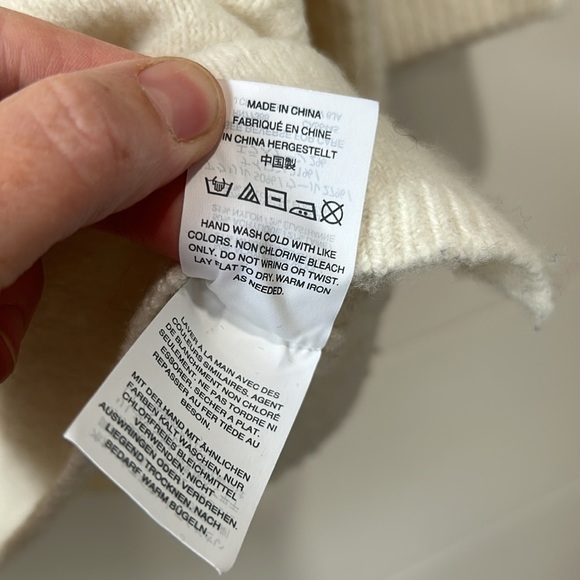 MADE IN CHINA
FABRIQUÉ EN CHINE
IN CHINA HERGESTELLT
中国製
HAND WASH COLD WITH LIKE
COLORS. NON CHLORINE BLEACH
ONLY. DO NOT WRING OR TWIST.
LAY FLAT TO DRY. WARM IRON
AS NEEDED.
LAVER A LA MAIN AVEC DES
COULEURS SIMILAIRES. AGENT
DE BLANCHIMENT NON CHLORÉ
SEULEMENT. NE PAS TORDRE NI
ESSORER. SECHER A PLAT.
REPASSER AU FER TIÈDE AU
BESOIN.
MIT DER HAND MIT ÄHNLICHEN
FARBEN KALT WASCHEN. NUR
CHLORFREIES BLEICHMITTEL
VERWENDEN. NICHT
AUSWRINGEN ODER VERDREHEN.
LIEGEND TROCKNEN. NACH
BEDARF WARM BÜGELN.